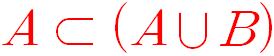 A ⊂ (A ∪ B)